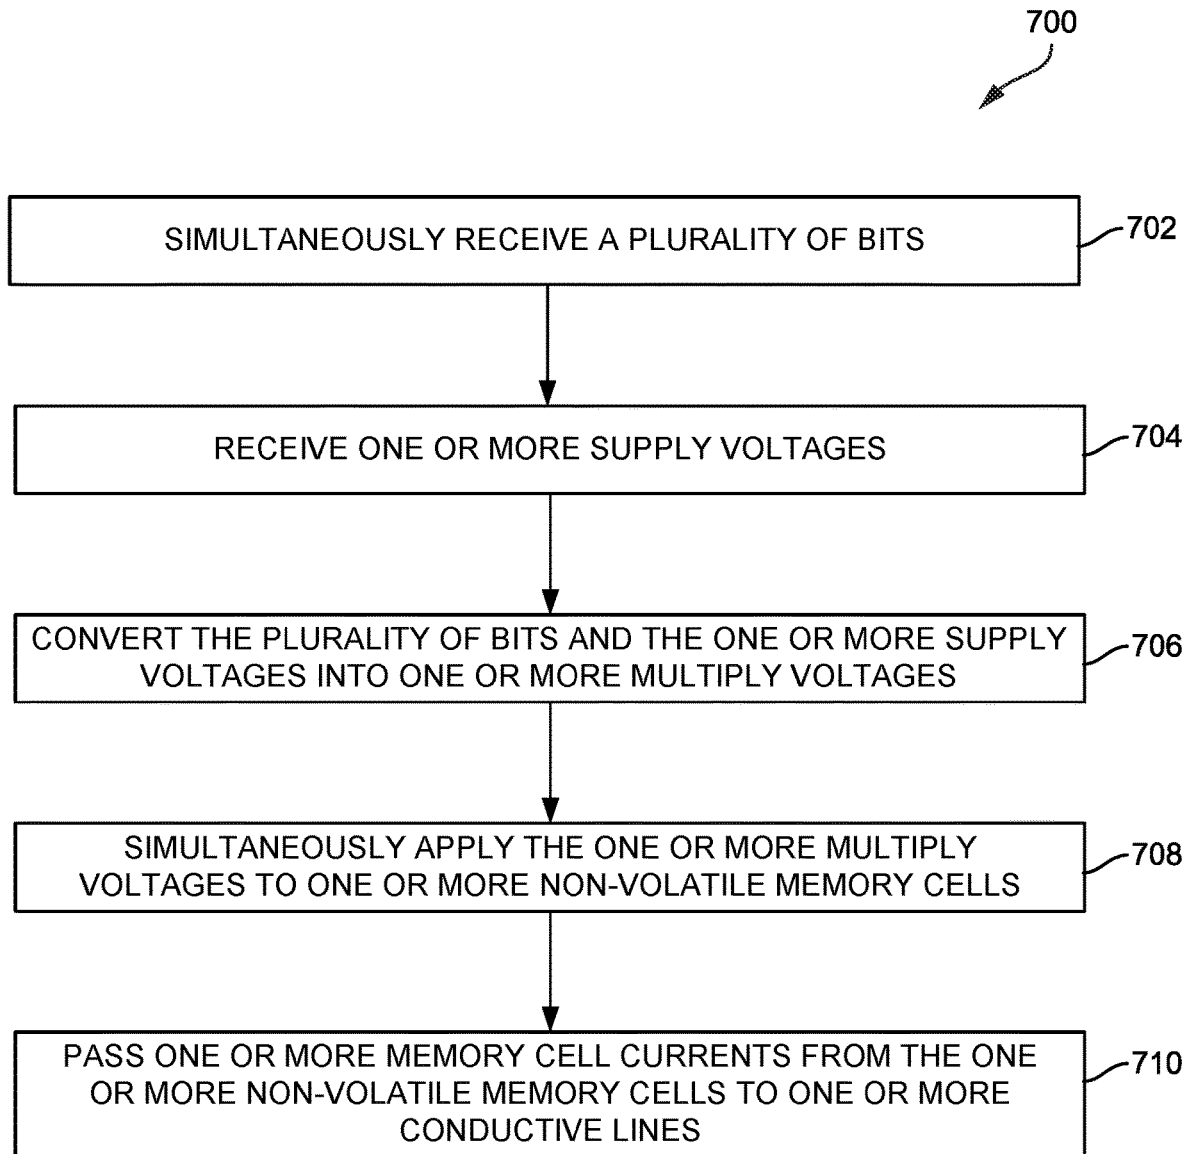 700
SIMULTANEOUSLY RECEIVE A PLURALITY OF BITS
702
RECEIVE ONE OR MORE SUPPLY VOLTAGES
704
CONVERT THE PLURALITY OF BITS AND THE ONE OR MORE SUPPLY
VOLTAGES INTO ONE OR MORE MULTIPLY VOLTAGES
706
SIMULTANEOUSLY APPLY THE ONE OR MORE MULTIPLY
VOLTAGES TO ONE OR MORE NON-VOLATILE MEMORY CELLS
708
PASS ONE OR MORE MEMORY CELL CURRENTS FROM THE ONE
OR MORE NON-VOLATILE MEMORY CELLS TO ONE OR MORE
CONDUCTIVE LINES
710